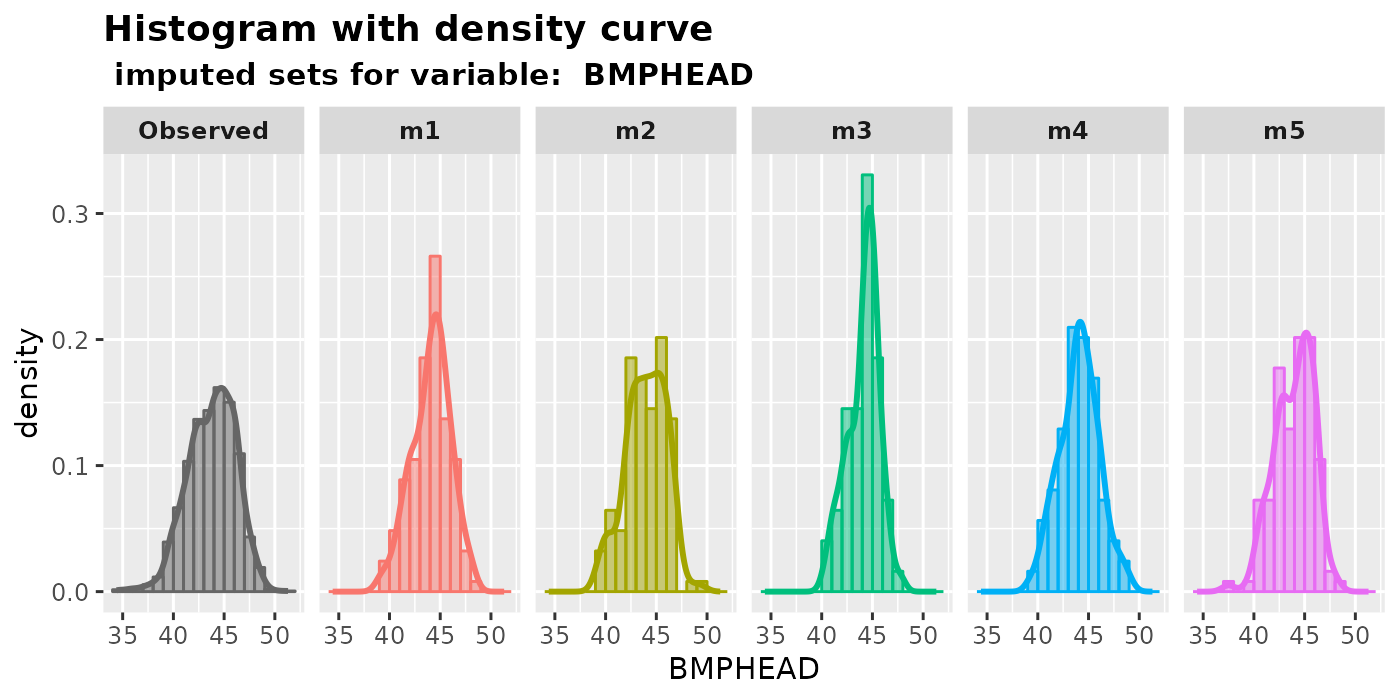 Histogram with density curve
imputed sets for variable:  BMPHEAD
Observed m1 m2 m3 m4 m5
0.3
0.2
0.1
0.0
density
35 40 45 50 35 40 45 50 35 40 45 50 35 40 45 50 35 40 45 50 35 40 45 50
BMPHEAD